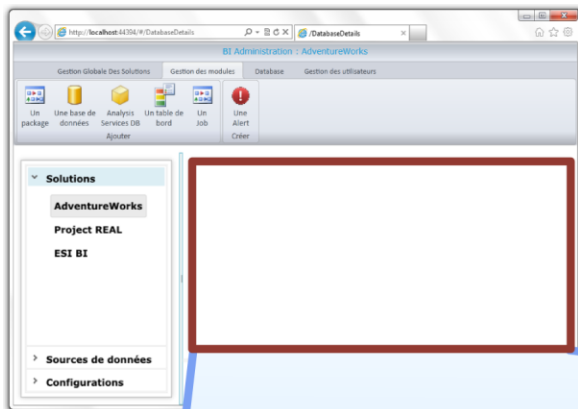 http://localhost:44394/#/DatabaseDetails
/DatabaseDetails
BI Administration : AdventureWorks
Gestion Globale Des Solutions
Gestion des modules
Database
Gestion des utilisateurs
Un package
Une base de données
Analysis Services DB
Un table de bord
Un Job
Une Alert
Ajouter
Créer
Solutions
AdventureWorks
Project REAL
ESI BI
Sources de données
Configurations